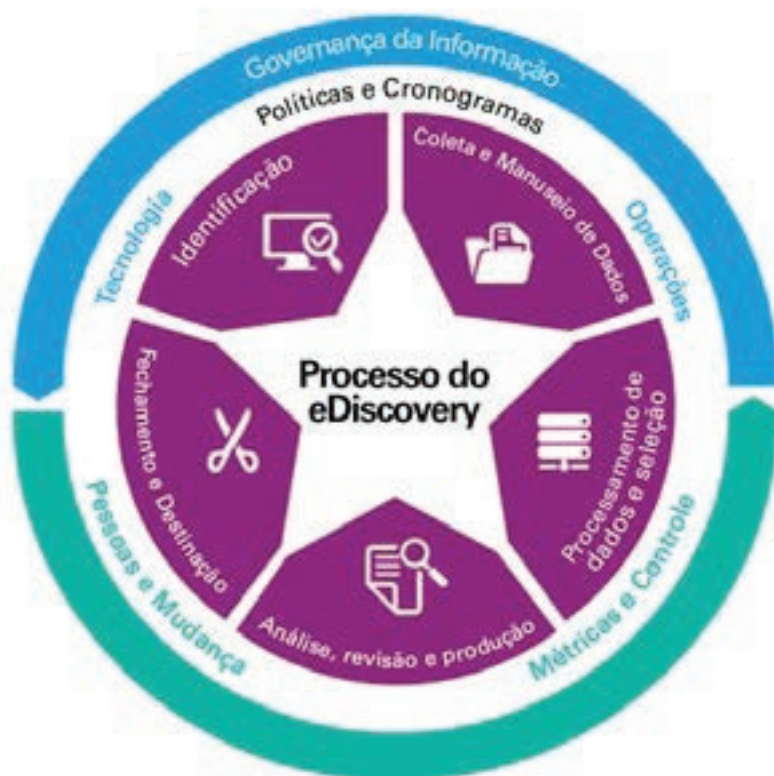 Governança da Informação
Políticas e Cronogramas
Tecnologia
Operações
Identificação
Coleta e Manuseio de Dados
Processo do
eDiscovery
Fechamento e Destinação
Processamento de
dados e seleção
Análise, revisão e produção
Pessoas e Mudança
Métricas e Controle